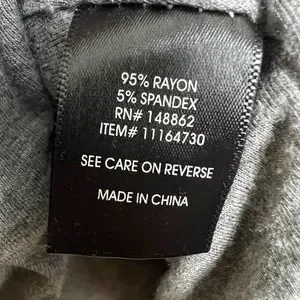 95% RAYON
5% SPANDEX
RN# 148862
ITEM# 11164730
SEE CARE ON REVERSE
MADE IN CHINA